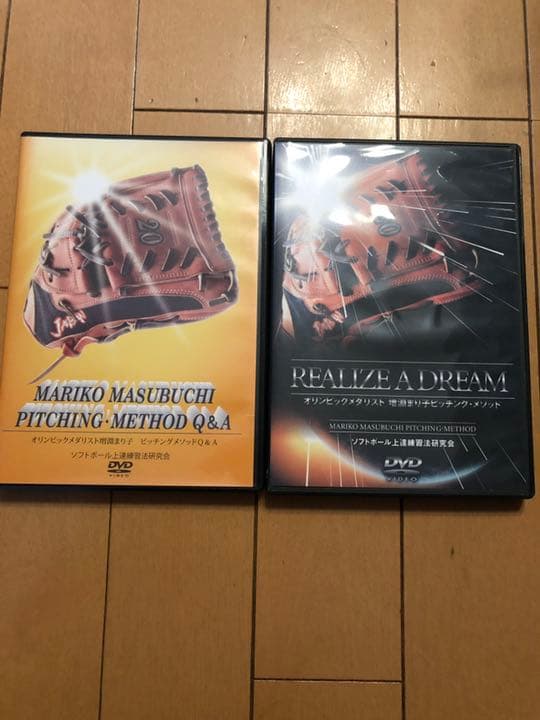 20
JAPAN
MARIKO MASUBUCHI
PITCHING・METHOD Q&A
オリンピックメダリスト増淵まり子 ピッチングメソッドQ&A
ソフトボール上達練習法研究会
DVD
VIDEO
20
REALIZE A DREAM
オリンピックメダリスト 増淵まり子ピッチング・メソッド
MARIKO MASUBUCHI PITCHING・METHOD
ソフトボール上達練習法研究会
DVD
VIDEO